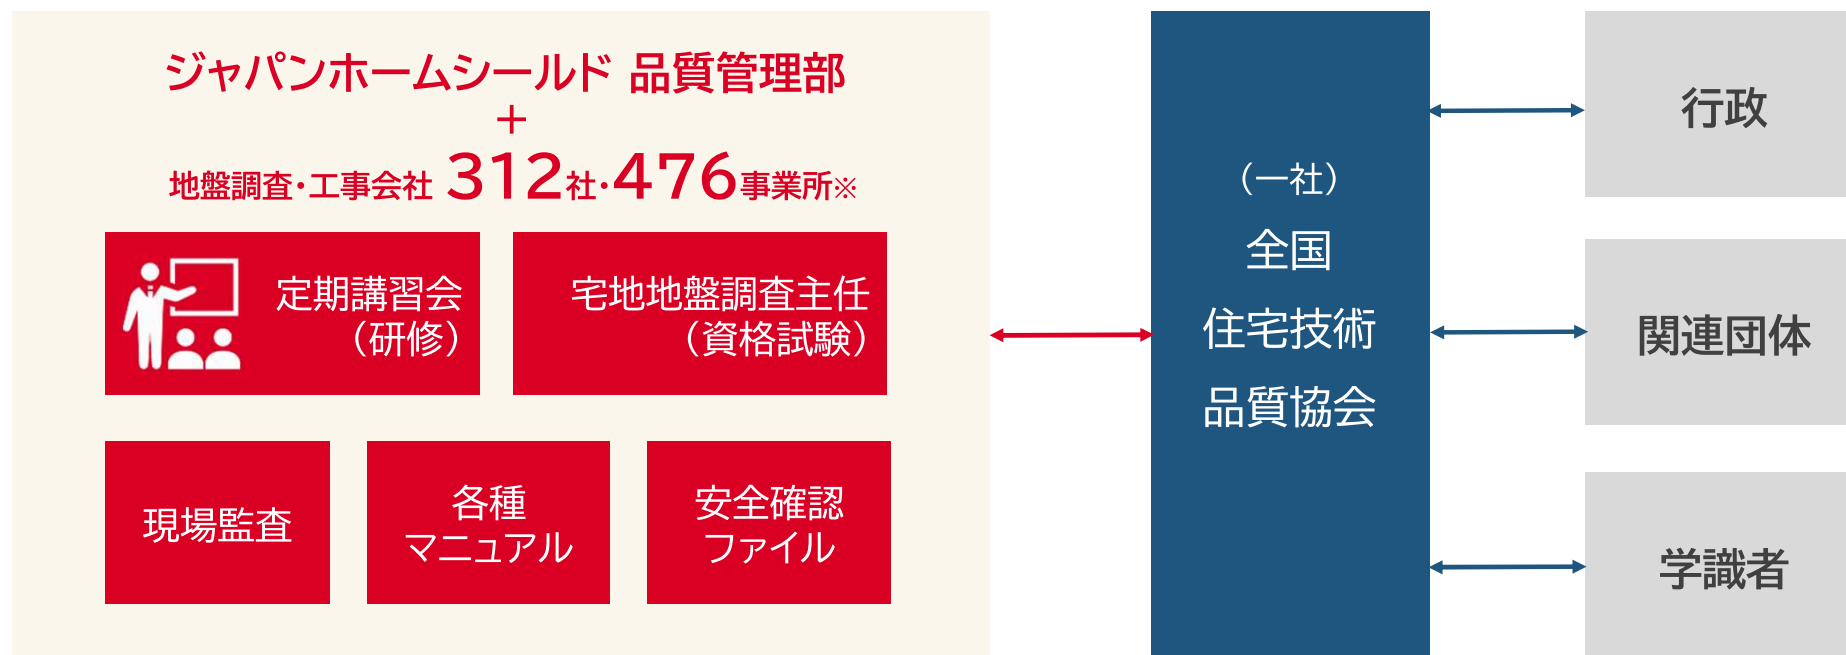 ジャパンホームシールド 品質管理部
＋
地盤調査・工事会社 312社・476事業所※
定期講習会
（研修）
宅地地盤調査主任
（資格試験）
現場監査
各種
マニュアル
安全確認
ファイル
（一社）
全国
住宅技術
品質協会
行政
関連団体
学識者